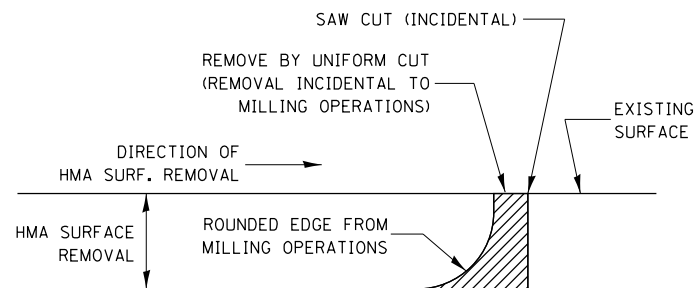 SAW CUT (INCIDENTAL)
REMOVE BY UNIFORM CUT
(REMOVAL INCIDENTAL TO
MILLING OPERATIONS)
EXISTING
SURFACE
DIRECTION OF
HMA SURF. REMOVAL
HMA SURFACE
REMOVAL
ROUNDED EDGE FROM
MILLING OPERATIONS